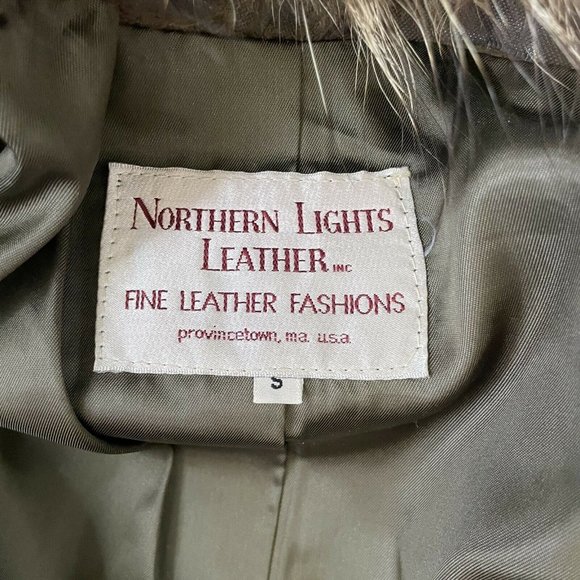 NORTHERN LIGHTS
LEATHER INC
FINE LEATHER FASHIONS
provincetown, ma. u.s.a.
S